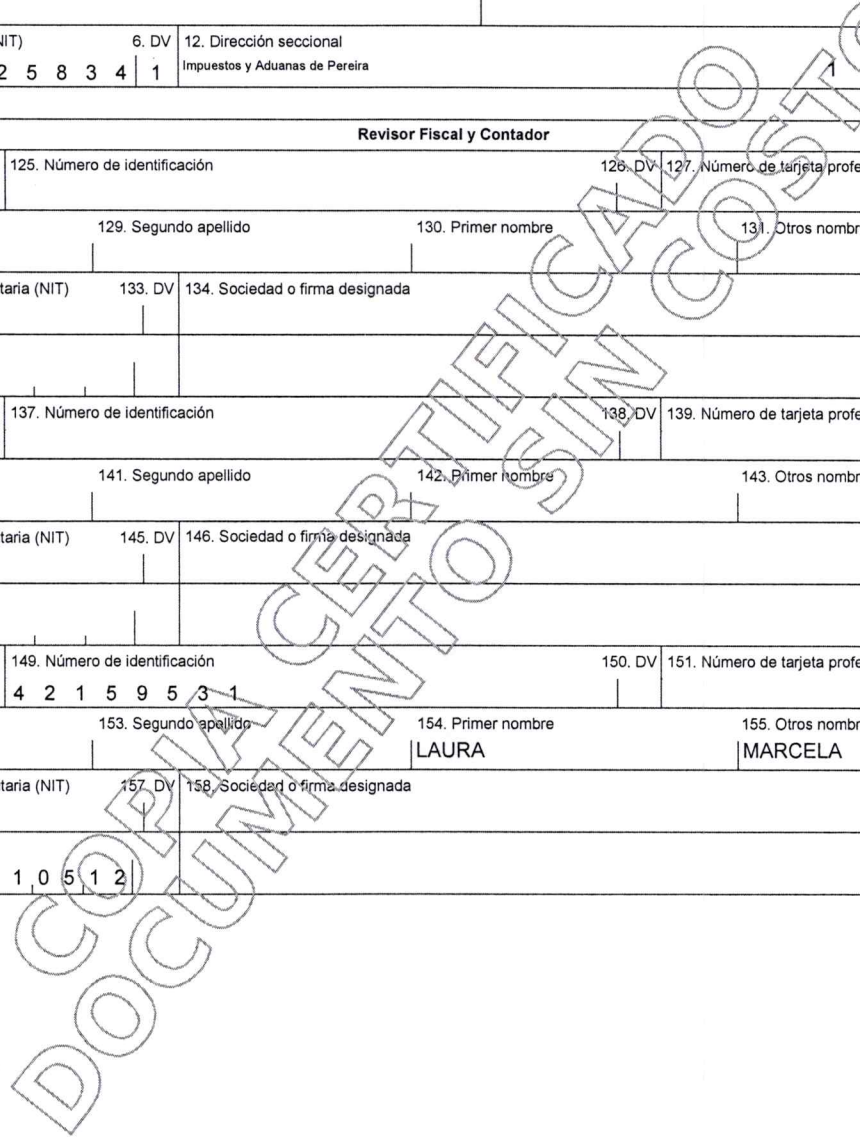 NIT) 6. DV 12. Dirección seccional
2 5 8 3 4 1 Impuestos y Aduanas de Pereira 1
Revisor Fiscal y Contador
125. Número de identificación 126. DV 127. Número de tarjeta profe
129. Segundo apellido 130. Primer nombre 131. Otros nombr
taria (NIT) 133. DV 134. Sociedad o firma designada
137. Número de identificación 138. DV 139. Número de tarjeta profe
141. Segundo apellido 142. Primer nombre 143. Otros nombr
taria (NIT) 145. DV 146. Sociedad o firma designada
149. Número de identificación 150. DV 151. Número de tarjeta profe
4 2 1 5 9 5 3 1
153. Segundo apellido 154. Primer nombre 155. Otros nombr
LAURA MARCELA
taria (NIT) 157. DV 158. Sociedad o firma designada
1 0 5 1 2
COPIA CERTIFICADO
DOCUMENTO SIN COSTO